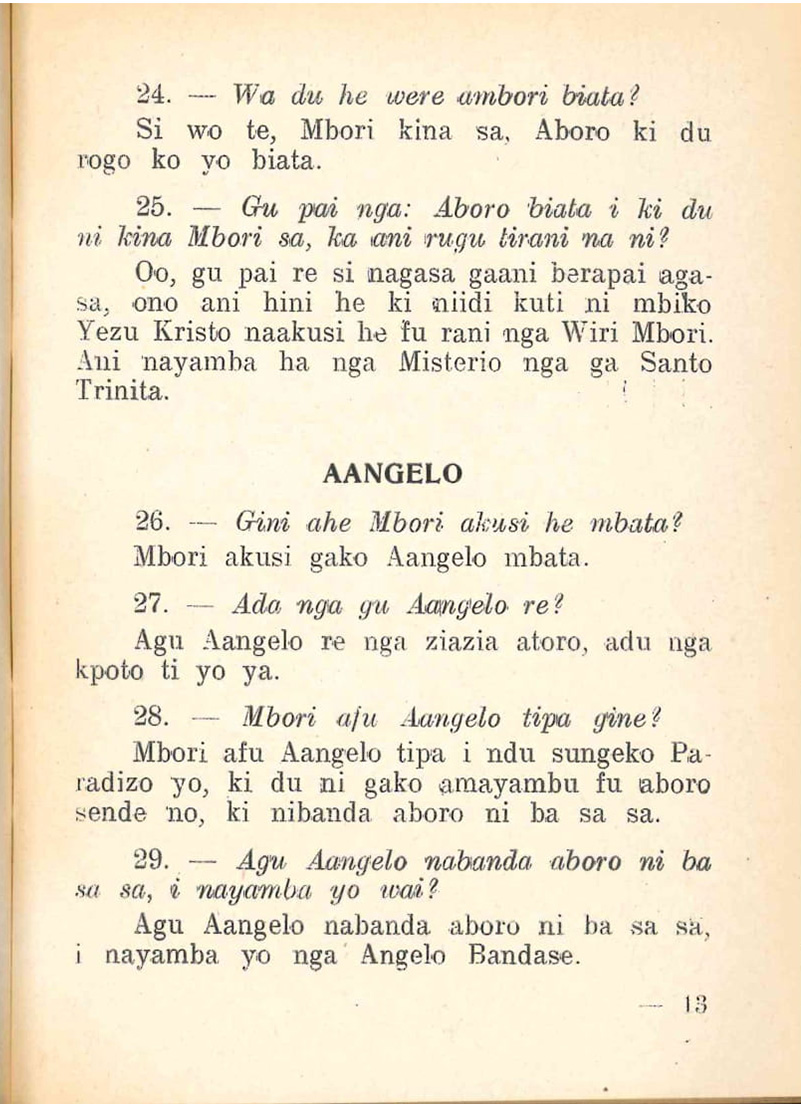 24. — Wa du he were ambori biata?
Si wo te, Mbori kina sa, Aboro ki du
rogo ko yo biata.
25. — Gu pai nga: Aboro biata i ki du
ni kina Mbori sa, ka ani rugu tirani na ni?
Oo, gu pai re si nagasa gaani berapai aga-
sa, ono ani hini he ki niidi kuti ni mbiko
Yezu Kristo naakusi he fu rani nga Wiri Mbori.
Ani nayamba ha nga Misterio nga ga Santo
Trinita.
AANGELO
26. — Gini ahe Mbori akusi he mbata?
Mbori akusi gako Aangelo mbata.
27. — Ada nga gu Aangelo re?
Agu Aangelo re nga ziazia atoro, adu nga
kpoto ti yo ya.
28. — Mbori afu Aangelo tipa gine?
Mbori afu Aangelo tipa i ndu sungeko Pa-
radizo yo, ki du ni gako amayambu fu aboro
sende no, ki nibanda aboro ni ba sa sa.
29. — Agu Aangelo nabanda aboro ni ba
sa sa, i nayamba yo wai?
Agu Aangelo nabanda aboro ni ba sa sa,
i nayamba yo nga Angelo Bandase.
— 13